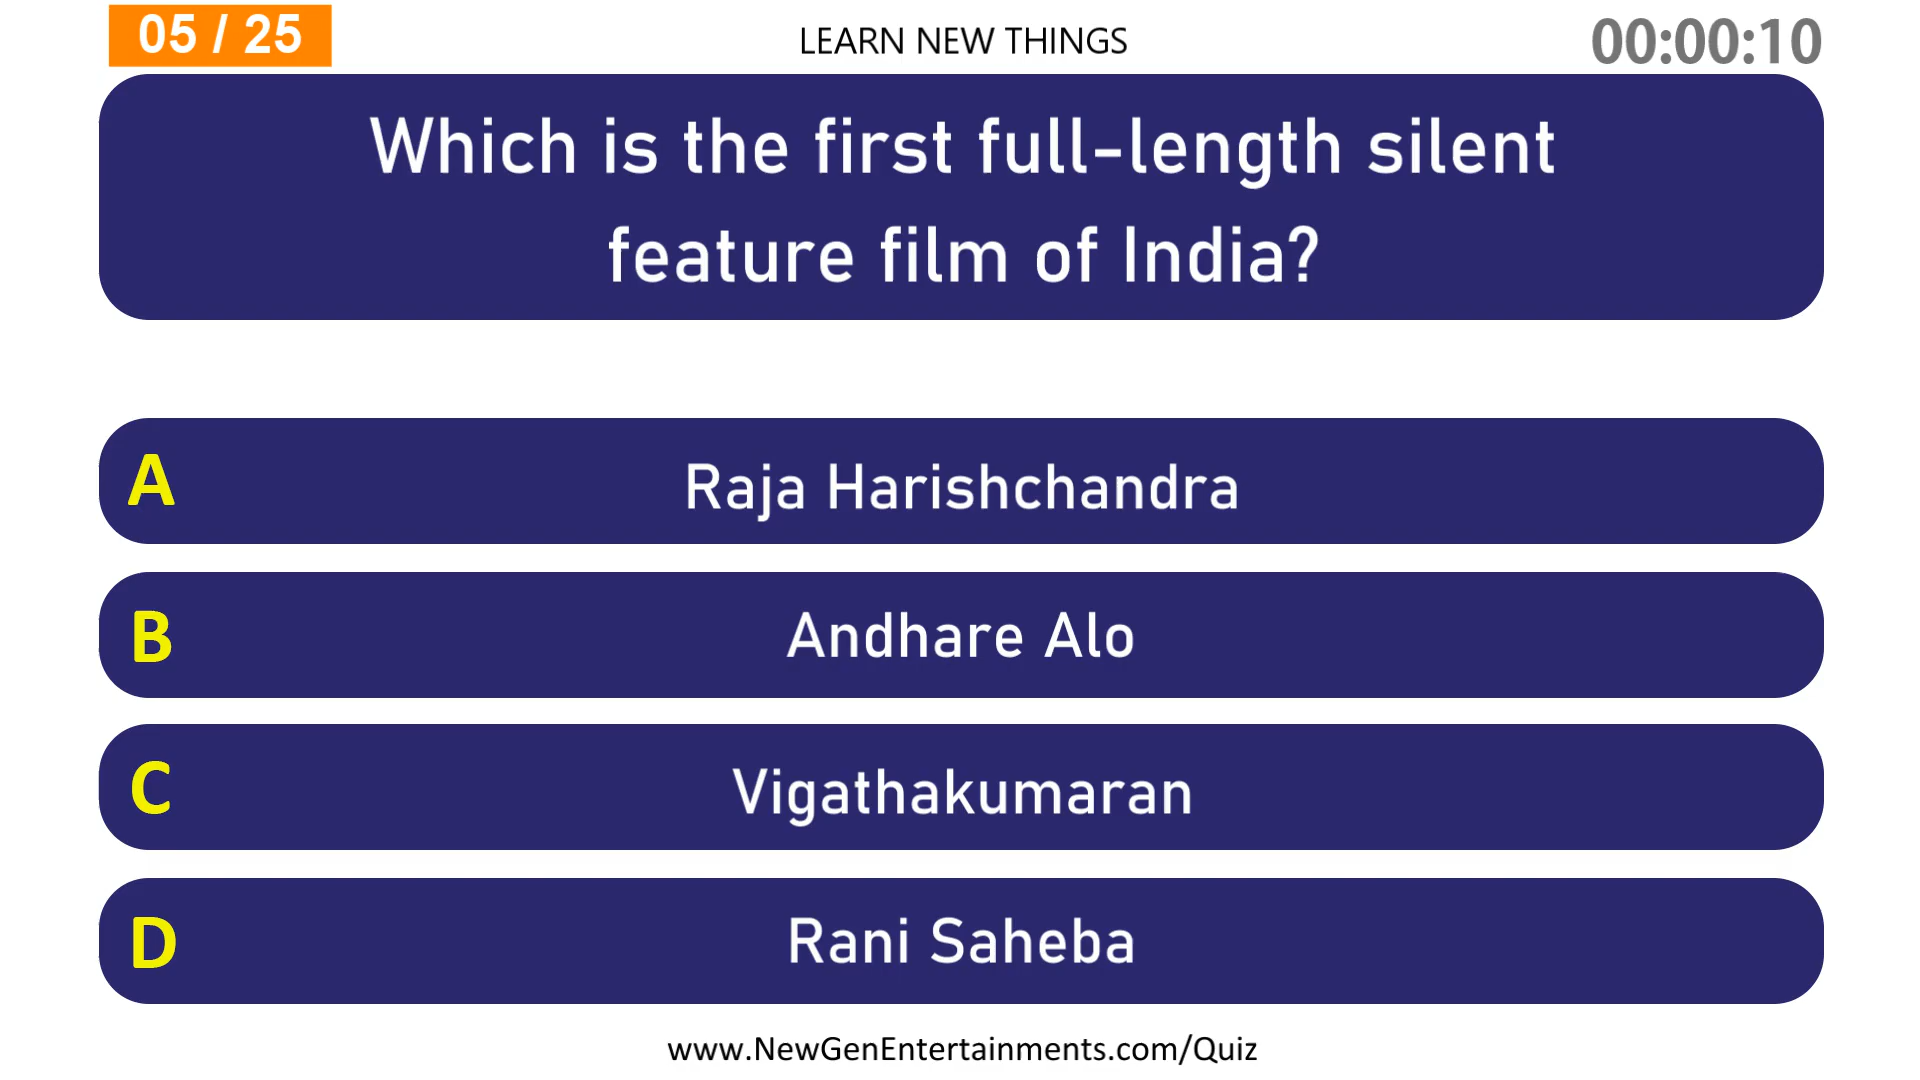 05 / 25
LEARN NEW THINGS
00:00:10
Which is the first full-length silent
feature film of India?
A
Raja Harishchandra
B
Andhare Alo
C
Vigathakumaran
D
Rani Saheba
www.NewGenEntertainments.com/Quiz